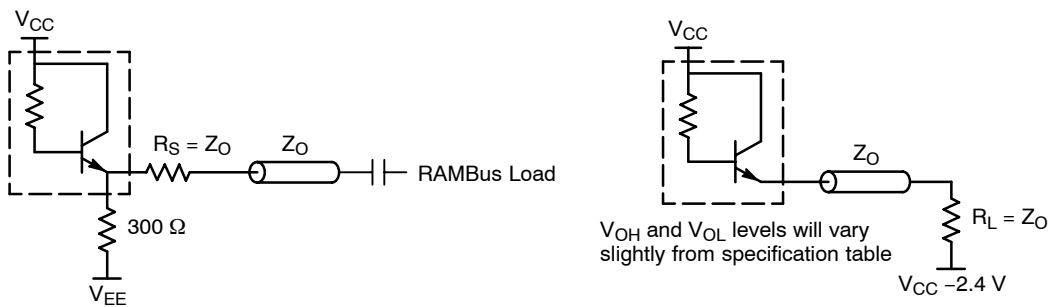 VCC
RS = ZO
ZO
RAMBus Load
300 Ω
VEE
VCC
ZO
RL = ZO
VOH and VOL levels will vary
slightly from specification table
VCC −2.4 V